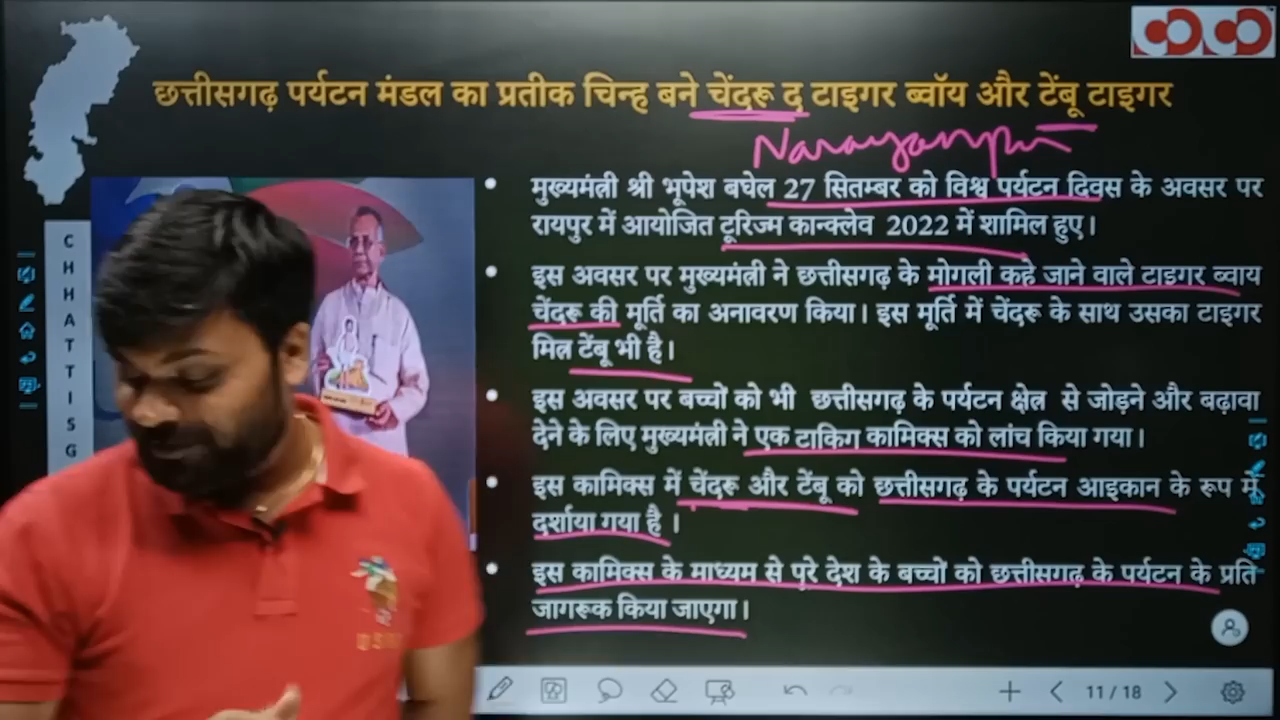 छत्तीसगढ़ पर्यटन मंडल का प्रतीक चिन्ह बने चेंदरू द टाइगर ब्वॉय और टेंबू टाइगर
Narayanpur
मुख्यमंत्री श्री भूपेश बघेल 27 सितम्बर को विश्व पर्यटन दिवस के अवसर पर
रायपुर में आयोजित टूरिज्म कान्क्लेव 2022 में शामिल हुए।
इस अवसर पर मुख्यमंत्री ने छत्तीसगढ़ के मोगली कहे जाने वाले टाइगर ब्वाय
चेंदरू की मूर्ति का अनावरण किया। इस मूर्ति में चेंदरू के साथ उसका टाइगर
मित्र टेंबू भी है।
इस अवसर पर बच्चों को भी छत्तीसगढ़ के पर्यटन क्षेत्र से जोड़ने और बढ़ावा
देने के लिए मुख्यमंत्री ने एक टाकिंग कामिक्स को लांच किया गया।
इस कामिक्स में चेंदरू और टेंबू को छत्तीसगढ़ के पर्यटन आइकान के रूप में
दर्शाया गया है ।
इस कामिक्स के माध्यम से पूरे देश के बच्चों को छत्तीसगढ़ के पर्यटन के प्रति
जागरूक किया जाएगा।
C
H
H
A
T
T
I
S
G
11 / 18